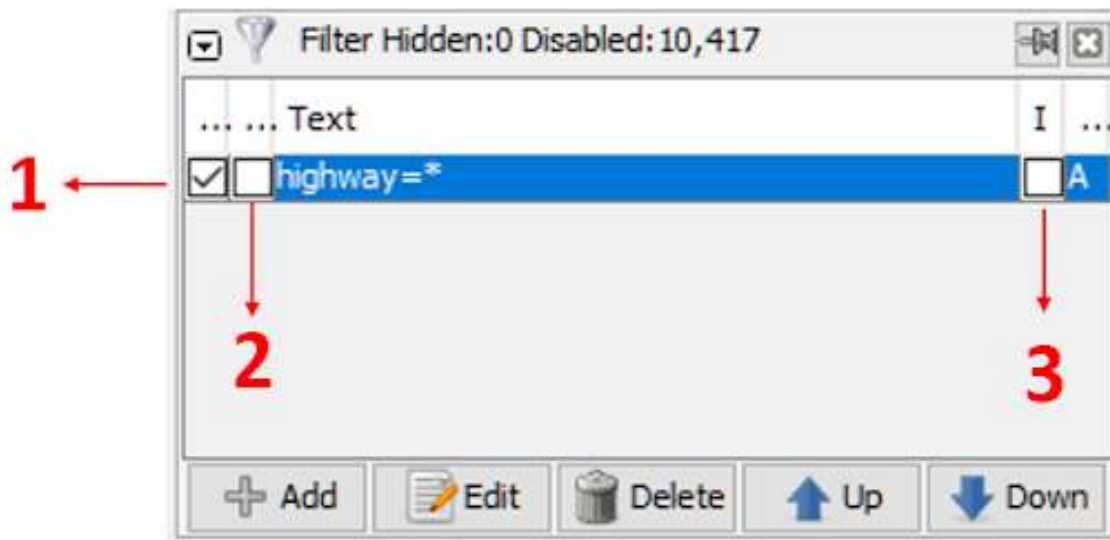 Filter Hidden:0 Disabled:10,417
... ... Text I ...
1 highway=* A
2 3
Add Edit Delete Up Down